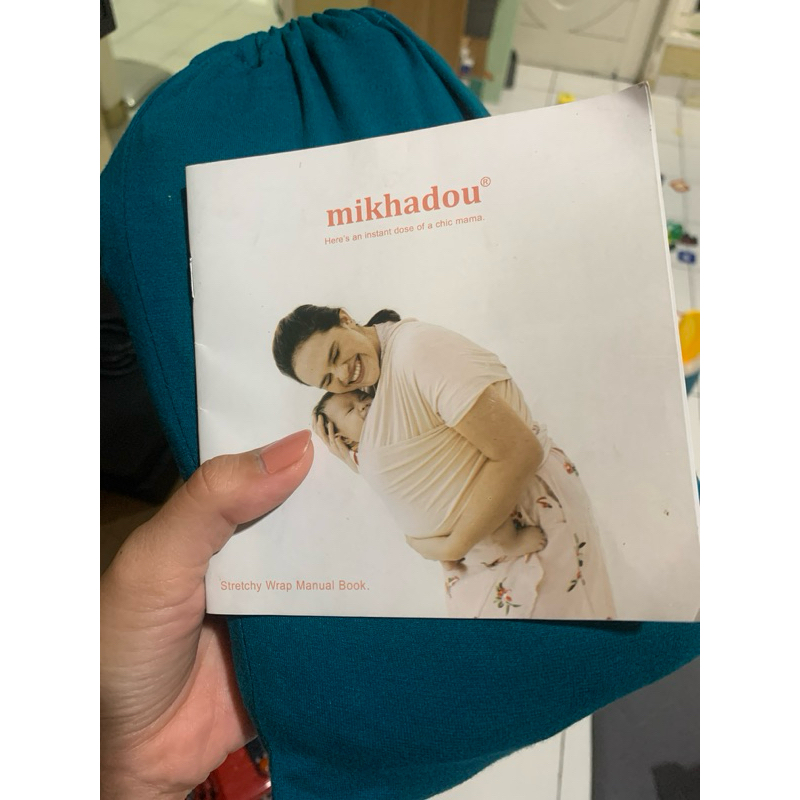 mikhadou®
Here's an instant dose of a chic mama.
Stretchy Wrap Manual Book.